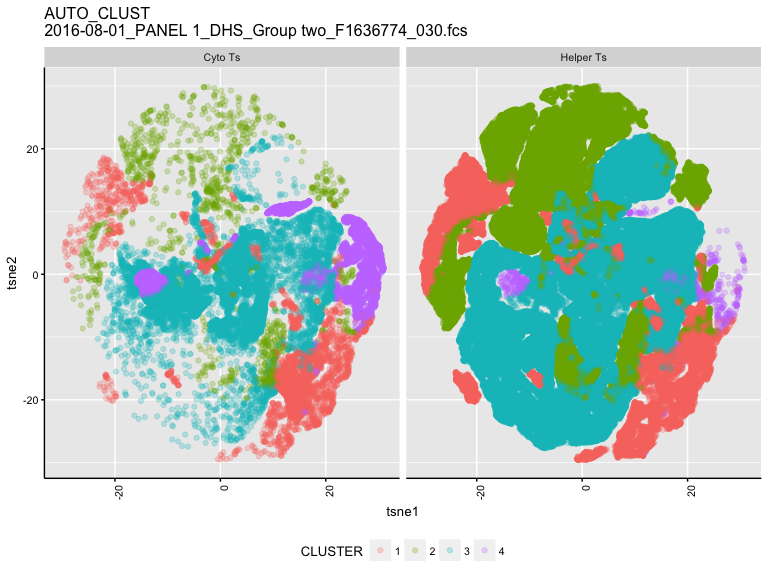 AUTO_CLUST
2016-08-01_PANEL 1_DHS_Group two_F1636774_030.fcs
Cyto Ts
Helper Ts
20
0
-20
tsne2
-20
0
20
-20
0
20
tsne1
CLUSTER 1 2 3 4